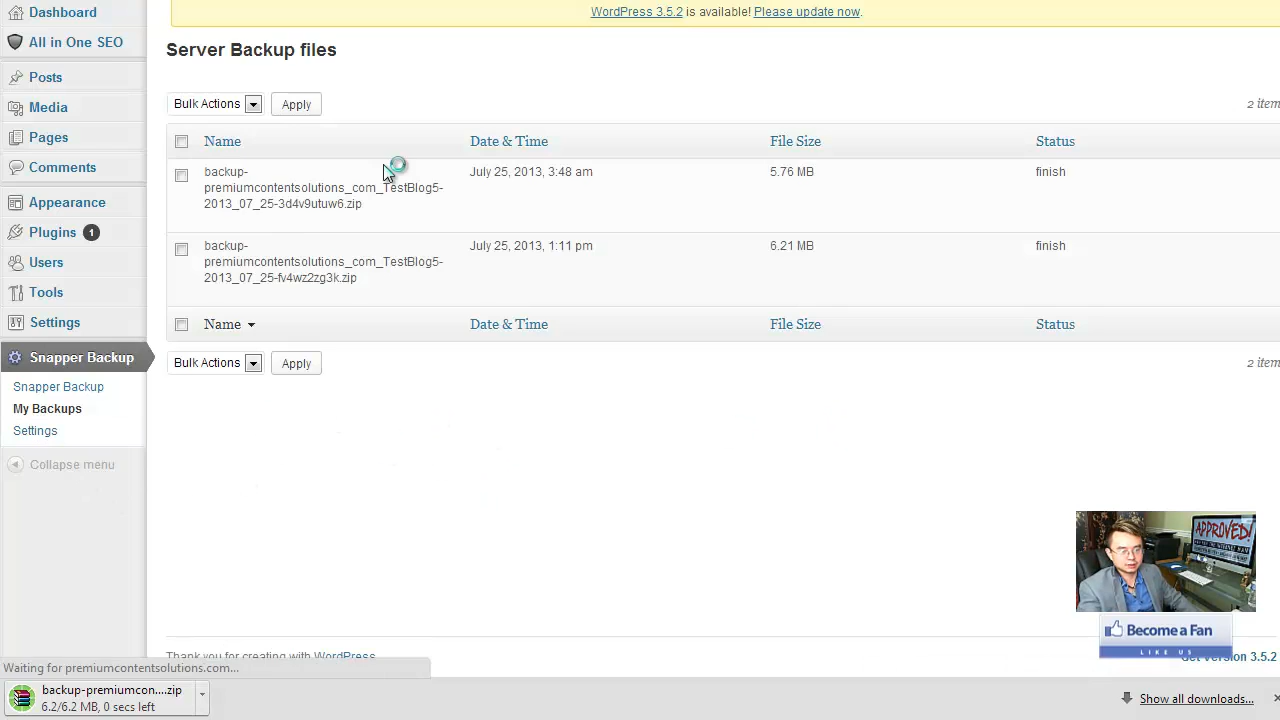 Dashboard
WordPress 3.5.2 is available! Please update now.
All in One SEO
Server Backup files
Posts
Media
Pages
Comments
Appearance
Plugins 1
Users
Tools
Settings
Snapper Backup
Snapper Backup
My Backups
Settings
Collapse menu
Bulk Actions Apply 2 item
Name Date & Time File Size Status
backup- July 25, 2013, 3:48 am 5.76 MB finish
premiumcontentsolutions_com_TestBlog5-
2013_07_25-3d4v9utuw6.zip
backup- July 25, 2013, 1:11 pm 6.21 MB finish
premiumcontentsolutions_com_TestBlog5-
2013_07_25-fv4wz2zg3k.zip
Name Date & Time File Size Status
Bulk Actions Apply 2 item
APPROVED!
Become a Fan
LIKE US
Thank you for creating with WordPress
Get Version 3.5.2
Waiting for premiumcontentsolutions.com...
backup-premiumcon....zip
6.2/6.2 MB, 0 secs left
Show all downloads...